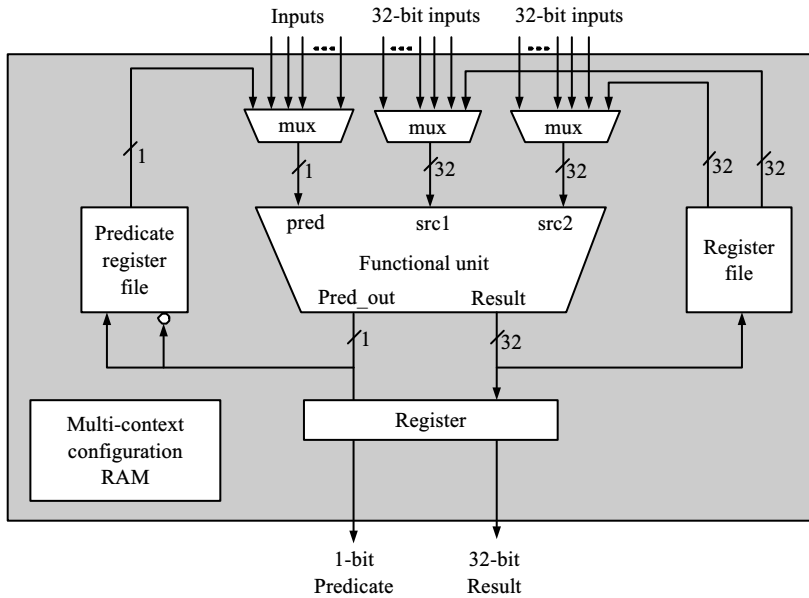 Inputs
32-bit inputs
32-bit inputs
mux
mux
mux
1
1
32
32
32
32
Predicate
register
file
pred
src1
src2
Functional unit
Pred_out
Result
Register
file
1
32
Multi-context
configuration
RAM
Register
1-bit
Predicate
32-bit
Result